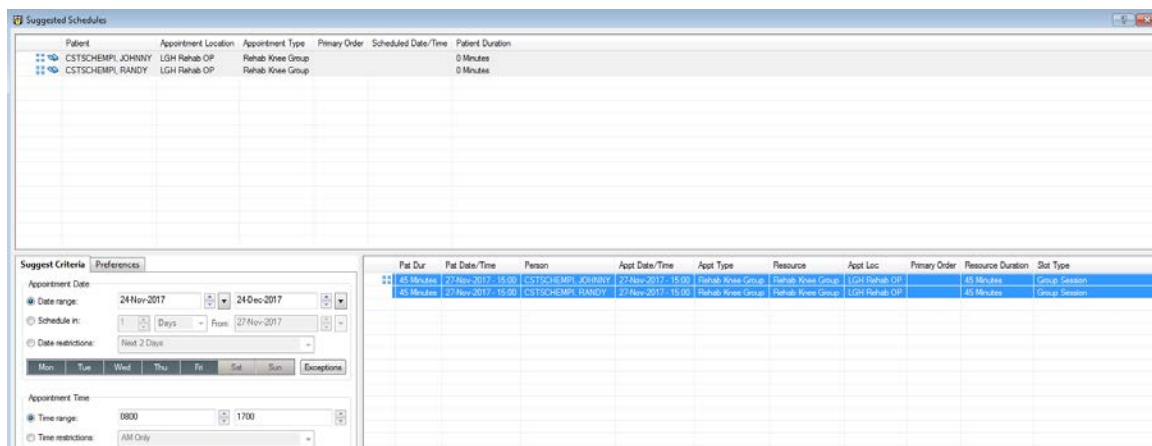 Suggested Schedules
Patient Appointment Location Appointment Type Primary Order Scheduled Date/Time Patient Duration
CSTSCHEMPI, JOHNNY LGH Rehab OP Rehab Knee Group 0 Minutes
CSTSCHEMPI, RANDY LGH Rehab OP Rehab Knee Group 0 Minutes
Suggest Criteria Preferences
Appointment Date
Date range: 24-Nov-2017 24-Dec-2017
Schedule in: 1 Days From: 27-Nov-2017
Date restrictions: Next 2 Days
Mon Tue Wed Thu Fri Sat Sun Exceptions
Appointment Time
Time range: 0800 1700
Time restrictions: AM Only
Pat Dur Pat Date/Time Person Appt Date/Time Appt Type Resource Appt Loc Primary Order Resource Duration Slot Type
45 Minutes 27-Nov-2017 - 15:00 CSTSCHEMPI, JOHNNY 27-Nov-2017 - 15:00 Rehab Knee Group Rehab Knee Group LGH Rehab OP 45 Minutes Group Session
45 Minutes 27-Nov-2017 - 15:00 CSTSCHEMPI, RANDY 27-Nov-2017 - 15:00 Rehab Knee Group Rehab Knee Group LGH Rehab OP 45 Minutes Group Session